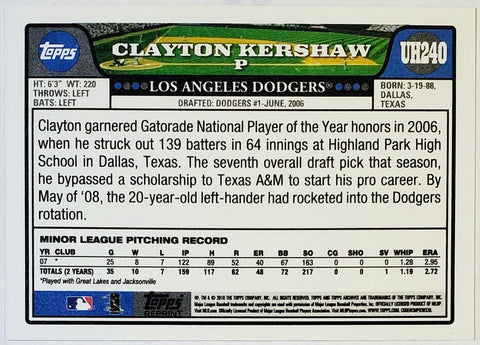 Topps
CLAYTON KERSHAW
UH240
P
HT: 6'3" WT: 220
THROWS: LEFT
BATS: LEFT
LOS ANGELES DODGERS®
DRAFTED: DODGERS #1-JUNE, 2006
BORN: 3-19-88,
DALLAS,
TEXAS
Clayton garnered Gatorade National Player of the Year honors in 2006,
when he struck out 139 batters in 64 innings at Highland Park High
School in Dallas, Texas. The seventh overall draft pick that season,
he bypassed a scholarship to Texas A&M to start his pro career. By
May of '08, the 20-year-old left-hander had rocketed into the Dodgers
rotation.
MINOR LEAGUE PITCHING RECORD
YR CLUB G W L IP H R ER BB SO CG SHO SV WHIP ERA
07 * 25 8 7 122 89 52 40 67 163 0 0 0 1.28 2.95
TOTALS (2 YEARS) 35 10 7 159 117 62 48 72 217 0 0 1 1.19 2.72
*Played with Great Lakes and Jacksonville
Topps
REPRINT